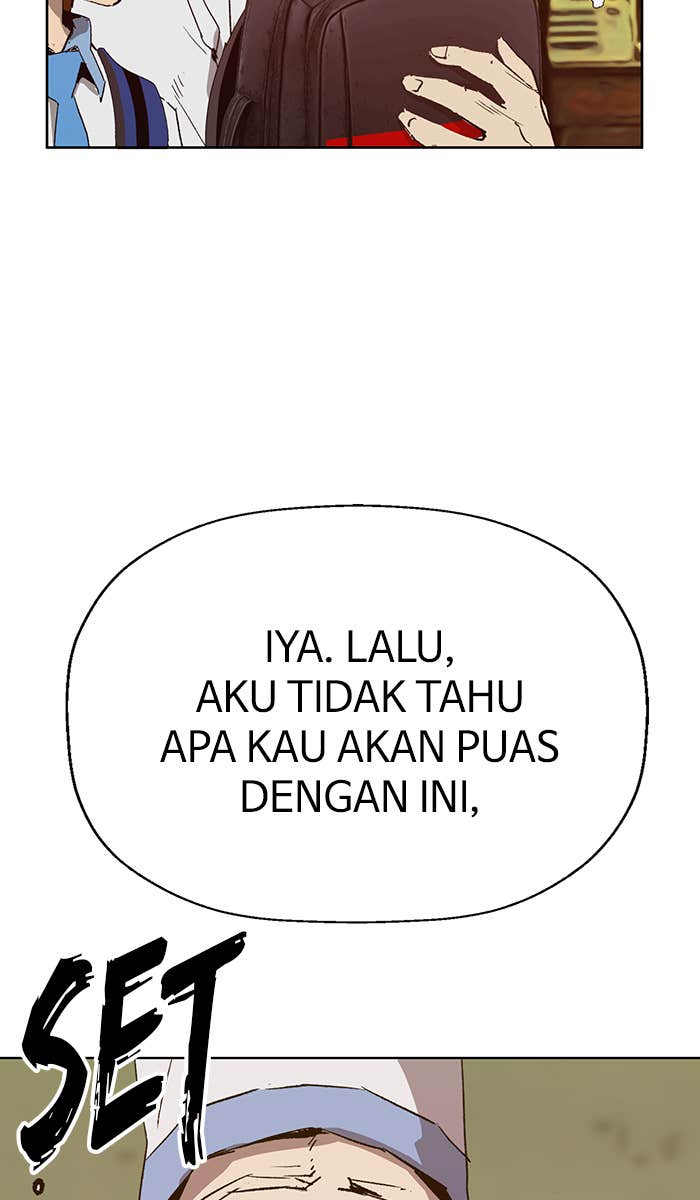 IYA. LALU,
AKU TIDAK TAHU
APA KAU AKAN PUAS
DENGAN INI,
SET